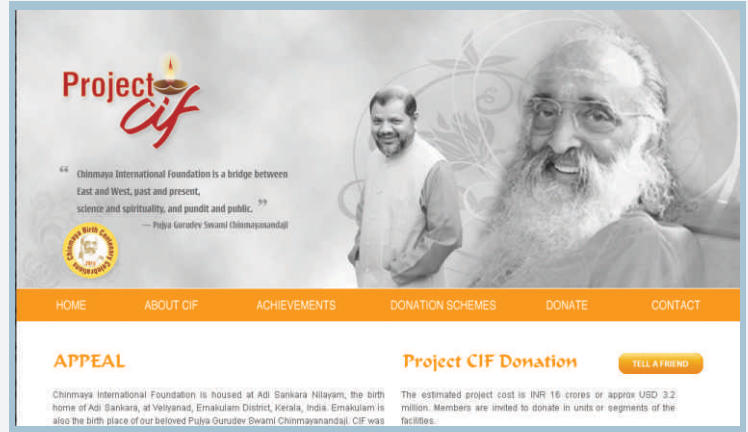 Project
cif
“ Chinmaya International Foundation is a bridge between
East and West, past and present,
science and spirituality, and pundit and public. ”
— Pujya Gurudev Swami Chinmayanandaji
Chinmaya Birth Centenary Celebrations
HOME ABOUT CIF ACHIEVEMENTS DONATION SCHEMES DONATE CONTACT
APPEAL
Chinmaya International Foundation is housed at Adi Sankara Nilayam, the birth
home of Adi Sankara, at Veliyanad, Ernakulam District, Kerala, India. Ernakulam is
also the birth place of our beloved Pujya Gurudev Swami Chinmayanandaji. CIF was
Project CIF Donation
TELL A FRIEND
The estimated project cost is INR 16 crores or approx USD 3.2
million. Members are invited to donate in units or segments of the
facilities.